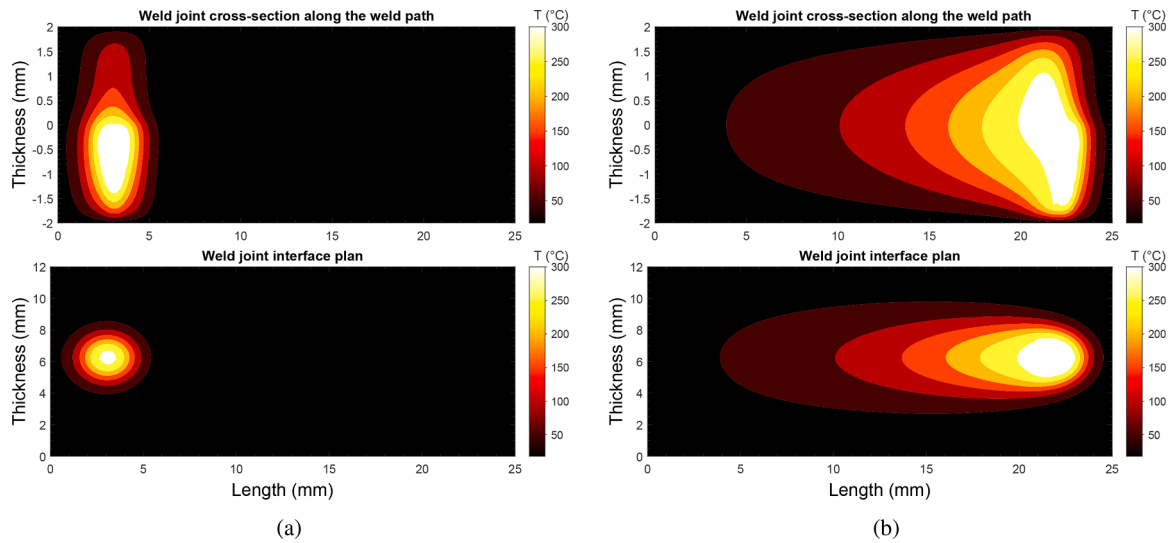 Weld joint cross-section along the weld path
T (°C)
Thickness (mm)
2
1.5
1
0.5
0
-0.5
-1
-1.5
-2
0 5 10 15 20 25
300
250
200
150
100
50
Weld joint interface plan
T (°C)
Thickness (mm)
12
10
8
6
4
2
0
0 5 10 15 20 25
300
250
200
150
100
50
Length (mm)
(a)
Weld joint cross-section along the weld path
T (°C)
Thickness (mm)
2
1.5
1
0.5
0
-0.5
-1
-1.5
-2
0 5 10 15 20 25
300
250
200
150
100
50
Weld joint interface plan
T (°C)
Thickness (mm)
12
10
8
6
4
2
0
0 5 10 15 20 25
300
250
200
150
100
50
Length (mm)
(b)